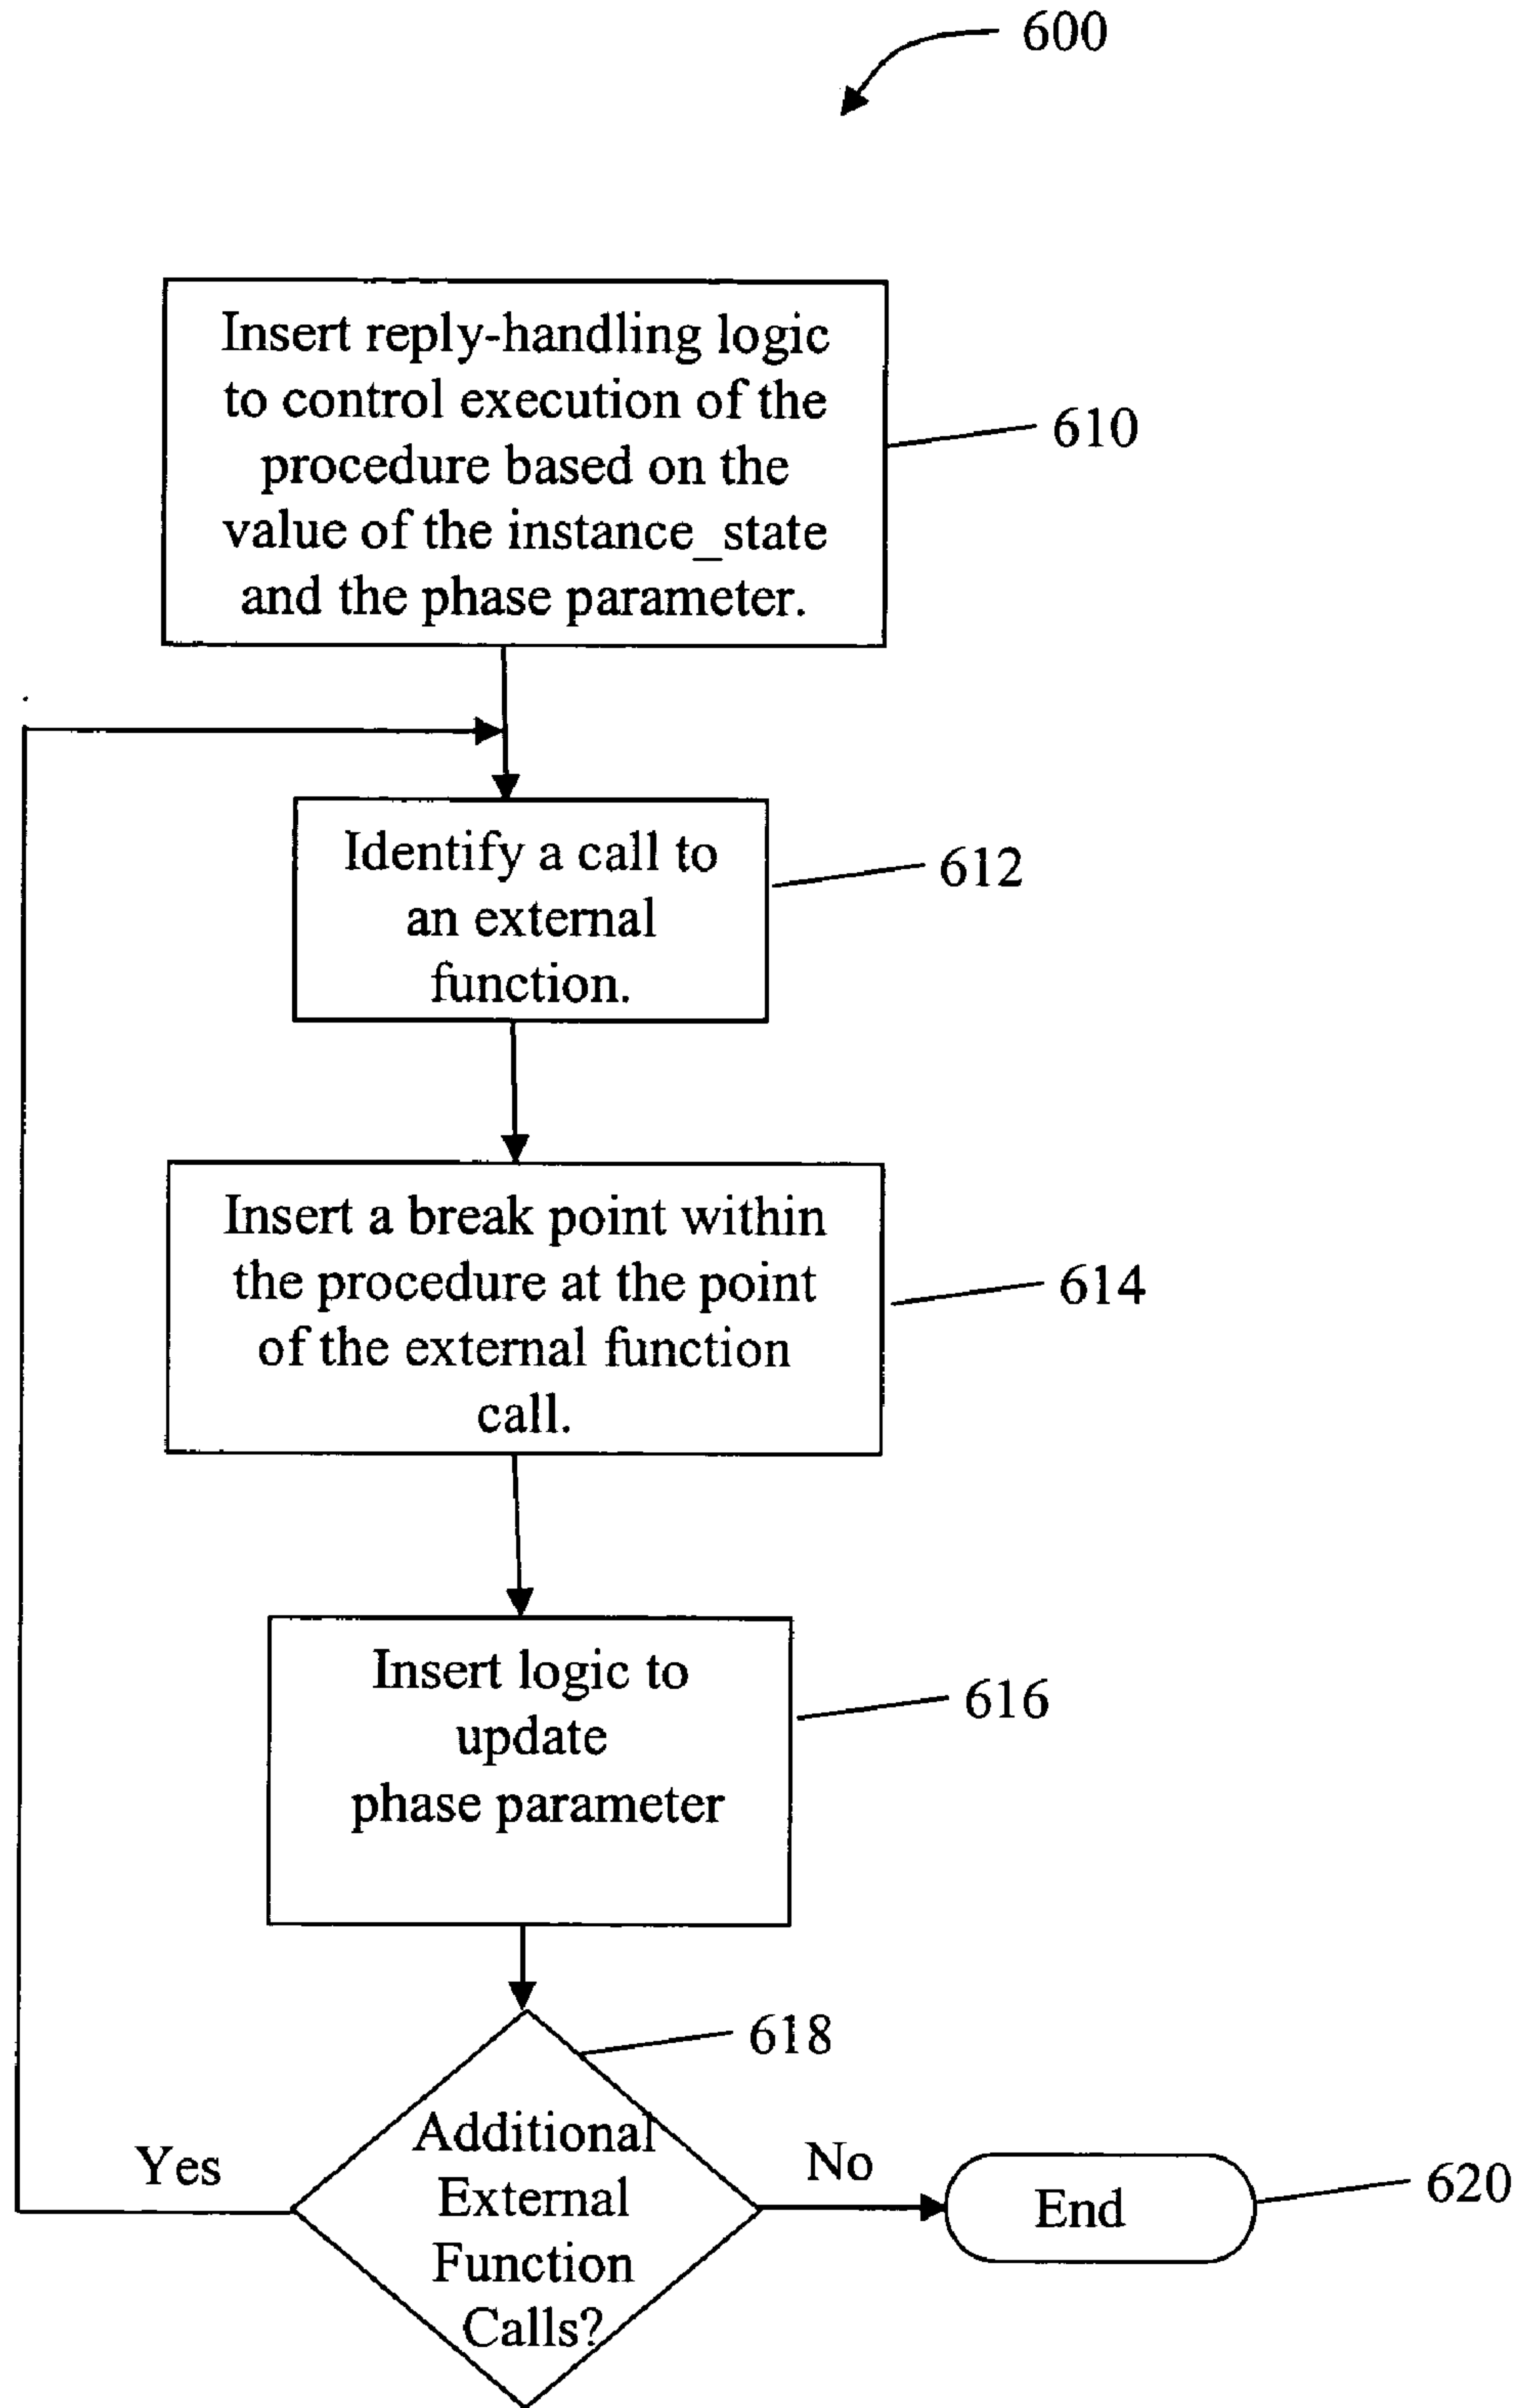 600
Insert reply-handling logic
to control execution of the
procedure based on the
value of the instance_state
and the phase parameter.
610
Identify a call to
an external
function.
612
Insert a break point within
the procedure at the point
of the external function
call.
614
Insert logic to
update
phase parameter
616
618
Additional
External
Function
Calls?
Yes
No
End
620